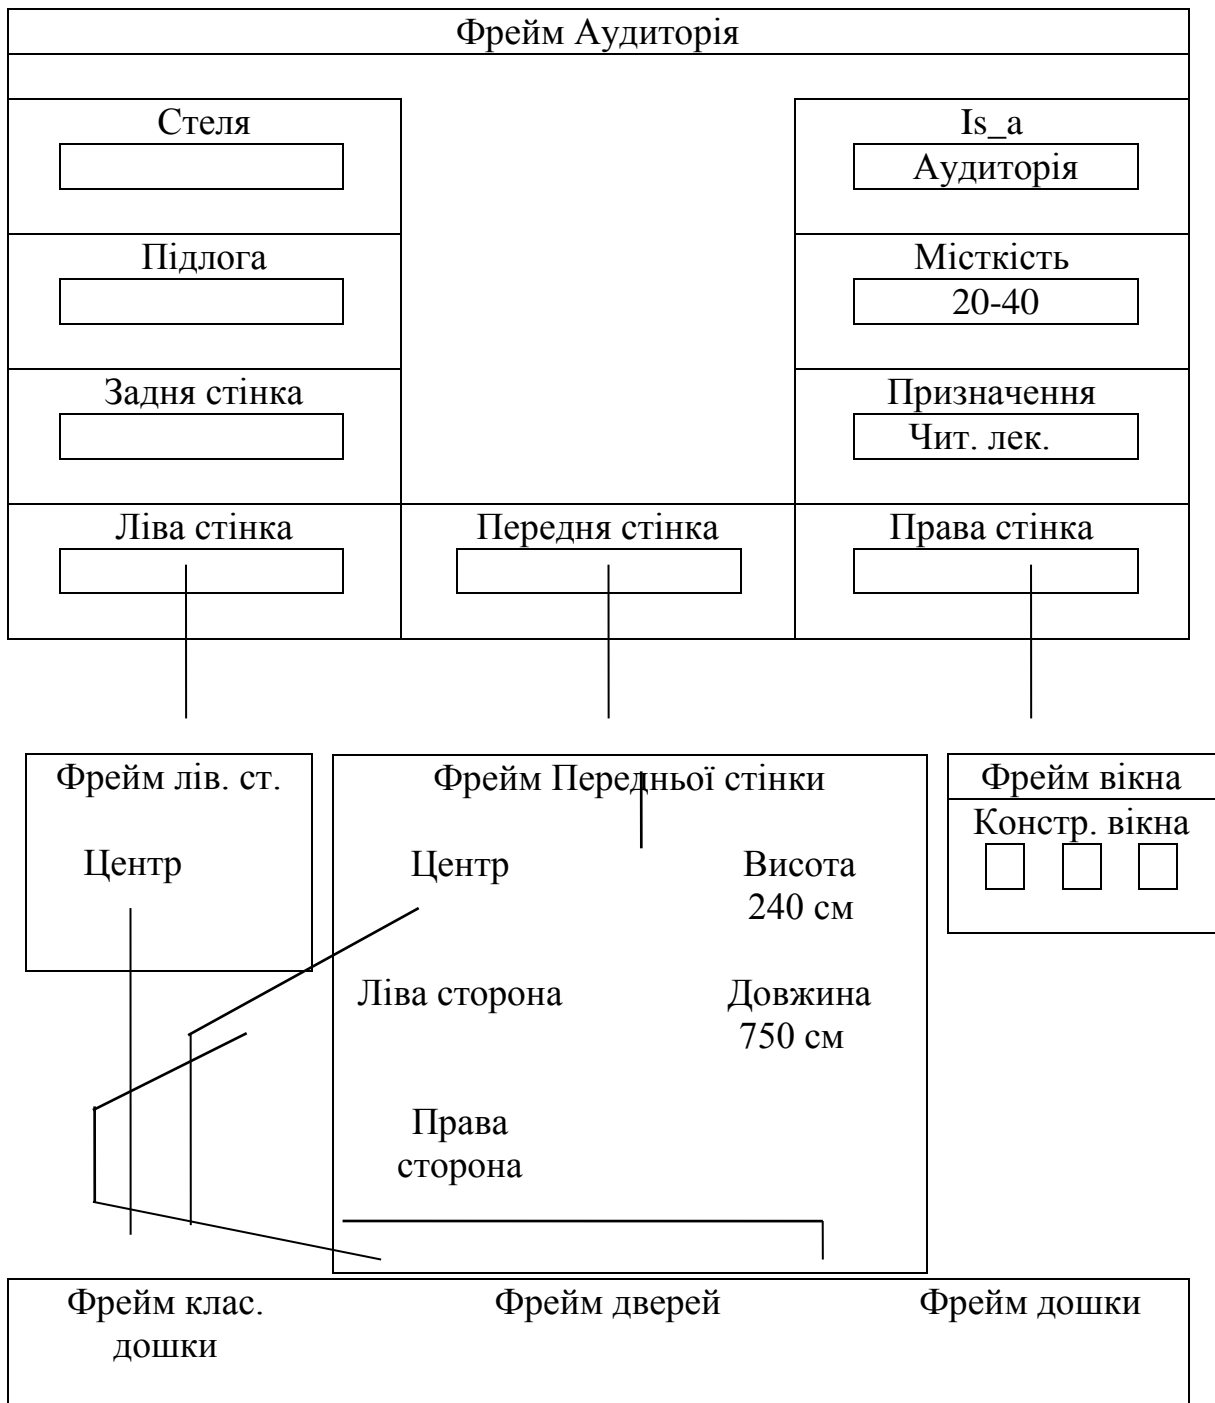 Фрейм Аудиторія
Стеля
Is_a
Аудиторія
Підлога
Місткість
20-40
Задня стінка
Призначення
Чит. лек.
Ліва стінка
Передня стінка
Права стінка
Фрейм лів. ст.
Фрейм Передньої стінки
Фрейм вікна
Констр. вікна
Центр
Центр
Висота
240 см
Ліва сторона
Довжина
750 см
Права
сторона
Фрейм клас.
дошки
Фрейм дверей
Фрейм дошки